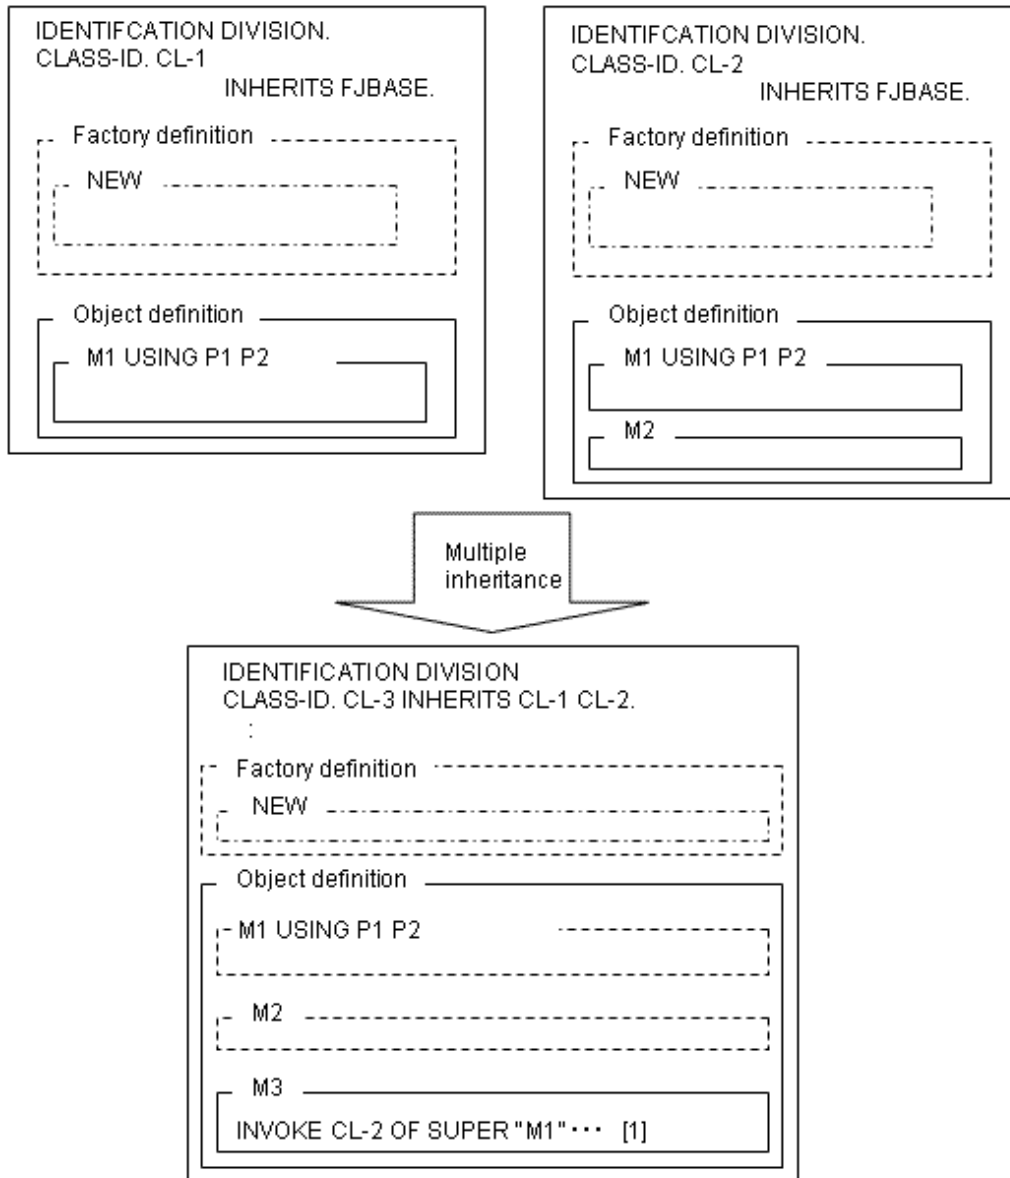 IDENTIFCATION DIVISION.
CLASS-ID. CL-1
INHERITS FJBASE.
Factory definition
NEW
Object definition
M1 USING P1 P2
IDENTIFCATION DIVISION.
CLASS-ID. CL-2
INHERITS FJBASE.
Factory definition
NEW
Object definition
M1 USING P1 P2
M2
Multiple
inheritance
IDENTIFICATION DIVISION
CLASS-ID. CL-3 INHERITS CL-1 CL-2.
:
Factory definition
NEW
Object definition
M1 USING P1 P2
M2
M3
INVOKE CL-2 OF SUPER "M1"··· [1]